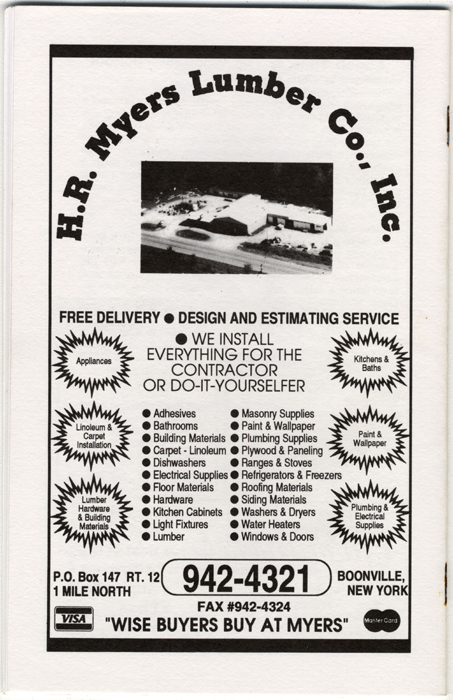 H.R. Myers Lumber Co., Inc.
FREE DELIVERY ● DESIGN AND ESTIMATING SERVICE
● WE INSTALL
EVERYTHING FOR THE
CONTRACTOR
OR DO-IT-YOURSELFER
Appliances
Kitchens &
Baths
Linoleum &
Carpet
Installation
Paint &
Wallpaper
Lumber
Hardware
& Building
Materials
Plumbing &
Electrical
Supplies
● Adhesives
● Bathrooms
● Building Materials
● Carpet - Linoleum
● Dishwashers
● Electrical Supplies
● Floor Materials
● Hardware
● Kitchen Cabinets
● Light Fixtures
● Lumber
● Masonry Supplies
● Paint & Wallpaper
● Plumbing Supplies
● Plywood & Paneling
● Ranges & Stoves
● Refrigerators & Freezers
● Roofing Materials
● Siding Materials
● Washers & Dryers
● Water Heaters
● Windows & Doors
P.O. Box 147 RT. 12
1 MILE NORTH
942-4321
BOONVILLE,
NEW YORK
FAX #942-4324
VISA
"WISE BUYERS BUY AT MYERS"
MasterCard